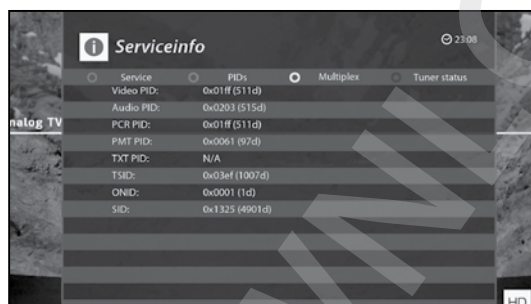 Serviceinfo
23:08
Service PIDs Multiplex Tuner status
Video PID: 0x01ff (511d)
Audio PID: 0x0203 (515d)
nalog TV
PCR PID: 0x01ff (511d)
PMT PID: 0x0061 (97d)
TXT PID: N/A
TSID: 0x03ef (1007d)
ONID: 0x0001 (1d)
SID: 0x1325 (4901d)
HD